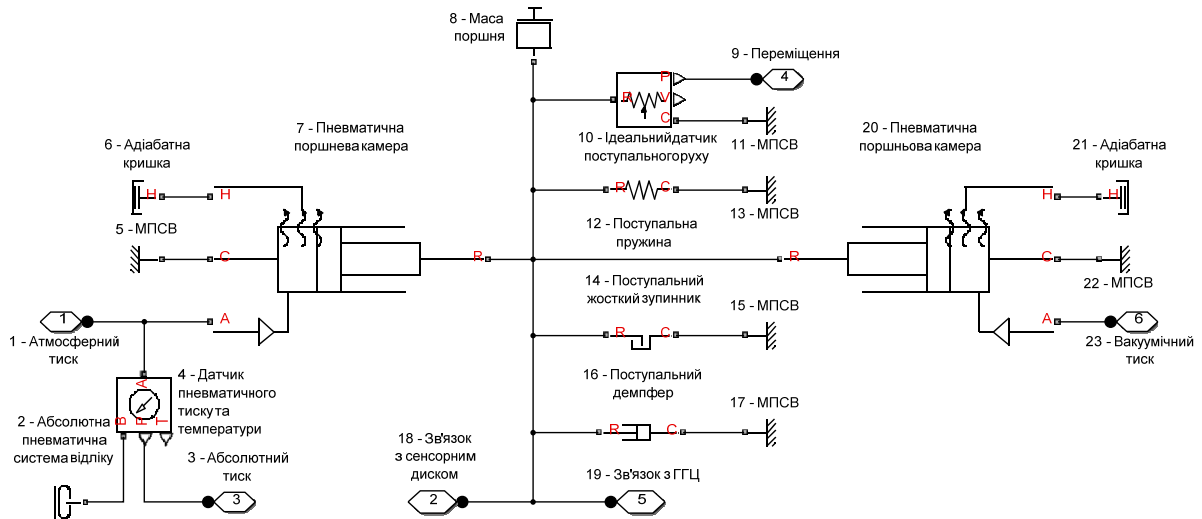 8 - Маса
поршня
9 - Переміщення
P
4
R
V
C
10 - Ідеальнийдатчик
поступальногоруху
11 - МПСВ
7 - Пневматична
поршнева камера
6 - Адіабатна
кришка
H
H
5 - МПСВ
C
R
R
C
13 - МПСВ
12 - Поступальна
пружина
20 - Пневматична
поршньова камера
21 - Адіабатна
кришка
H
H
R
C
22 - МПСВ
14 - Поступальний
жосткий зупинник
15 - МПСВ
R
C
1
A
1 - Атмосферний
тиск
A
6
23 - Вакуумічний
тиск
4 - Датчик
пневматичного
тиску та
температури
A
B
P
T
2 - Абсолютна
пневматична
система відліку
3 - Абсолютний
тиск
3
16 - Поступальний
демпфер
17 - МПСВ
R
C
18 - Зв'язок
з сенсорним
диском
2
19 - Зв'язок з ГГЦ
5